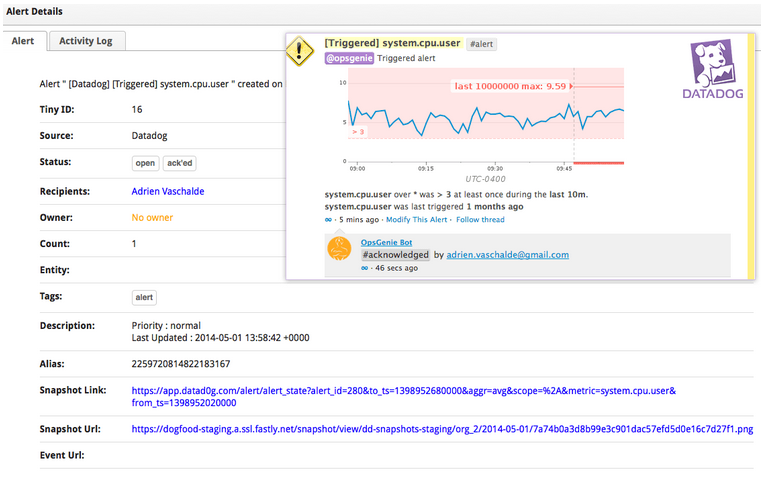 Alert Details
Alert
Activity Log
Alert " [Datadog] [Triggered] system.cpu.user " created on
Tiny ID:
16
Source:
Datadog
Status:
open
ack'ed
Recipients:
Adrien Vaschalde
Owner:
No owner
Count:
1
Entity:
Tags:
alert
Description:
Priority : normal
Last Updated : 2014-05-01 13:58:42 +0000
Alias:
2259720814822183167
Snapshot Link:
https://app.datad0g.com/alert/alert_state?alert_id=280&to_ts=1398952680000&aggr=avg&scope=%2A&metric=system.cpu.user&
from_ts=1398952020000
Snapshot Url:
https://dogfood-staging.a.ssl.fastly.net/snapshot/view/dd-snapshots-staging/org_2/2014-05-01/7a74b0a3d8b99e3c901dac57efd5d0e16c7d27f1.png
Event Url:
[Triggered] system.cpu.user
#alert
@opsgenie Triggered alert
DATADOG
last 10000000 max: 9.59
10
5
> 3
0
09:00
09:15
09:30
09:45
UTC-0400
system.cpu.user over * was > 3 at least once during the last 10m.
system.cpu.user was last triggered 1 months ago
∞ · 5 mins ago · Modify This Alert · Follow thread
OpsGenie Bot
#acknowledged by adrien.vaschalde@gmail.com
∞ · 46 secs ago